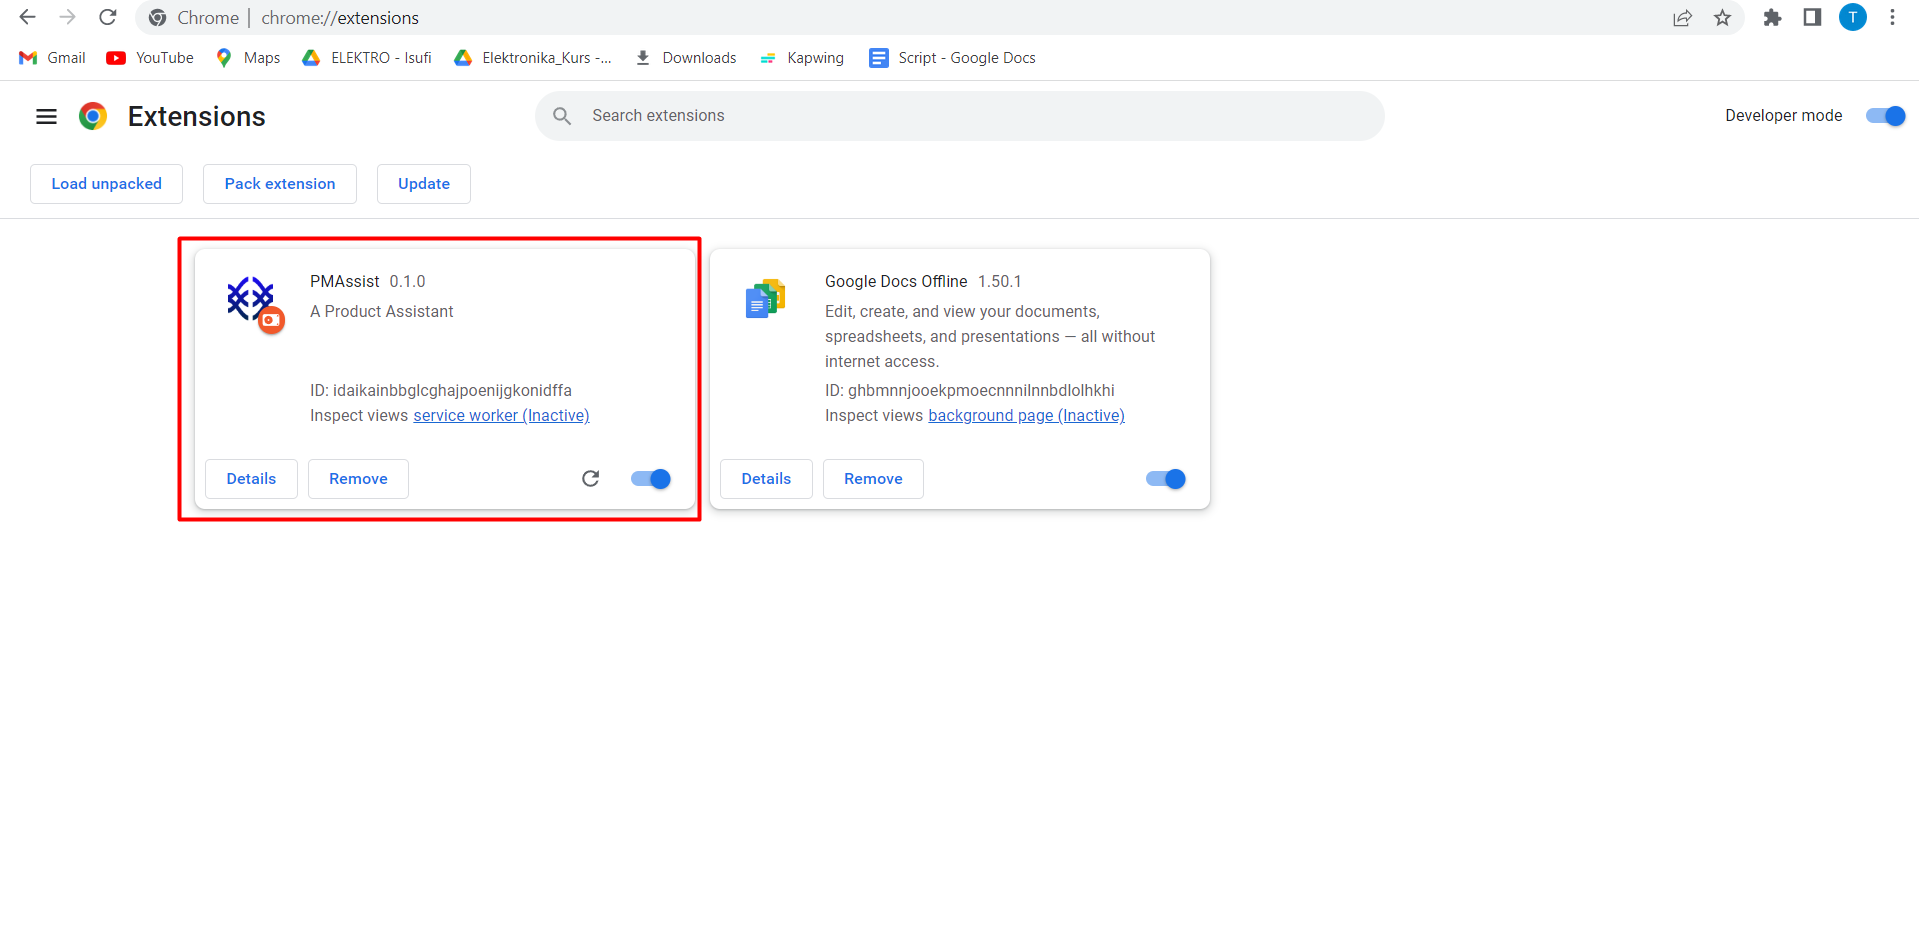 Chrome | chrome://extensions
T
Gmail YouTube Maps ELEKTRO - Isufi Elektronika_Kurs -... Downloads Kapwing Script - Google Docs
Extensions
Search extensions
Developer mode
Load unpacked Pack extension Update
PMAssist 0.1.0
A Product Assistant
ID: idaikainbbglcghajpoenijgkonidffa
Inspect views service worker (Inactive)
Details Remove
Google Docs Offline 1.50.1
Edit, create, and view your documents,
spreadsheets, and presentations — all without
internet access.
ID: ghbmnnjooekpmoecnnnilnnbdlolhkhi
Inspect views background page (Inactive)
Details Remove